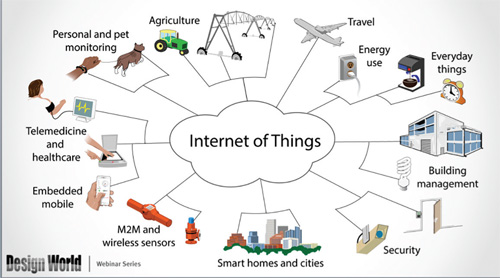 Personal and pet
monitoring
Agriculture
Travel
Energy
use
Everyday
things
Internet of Things
Telemedicine
and
healthcare
Building
management
Embedded
mobile
M2M and
wireless sensors
Smart homes and cities
Security
Design World
Webinar Series